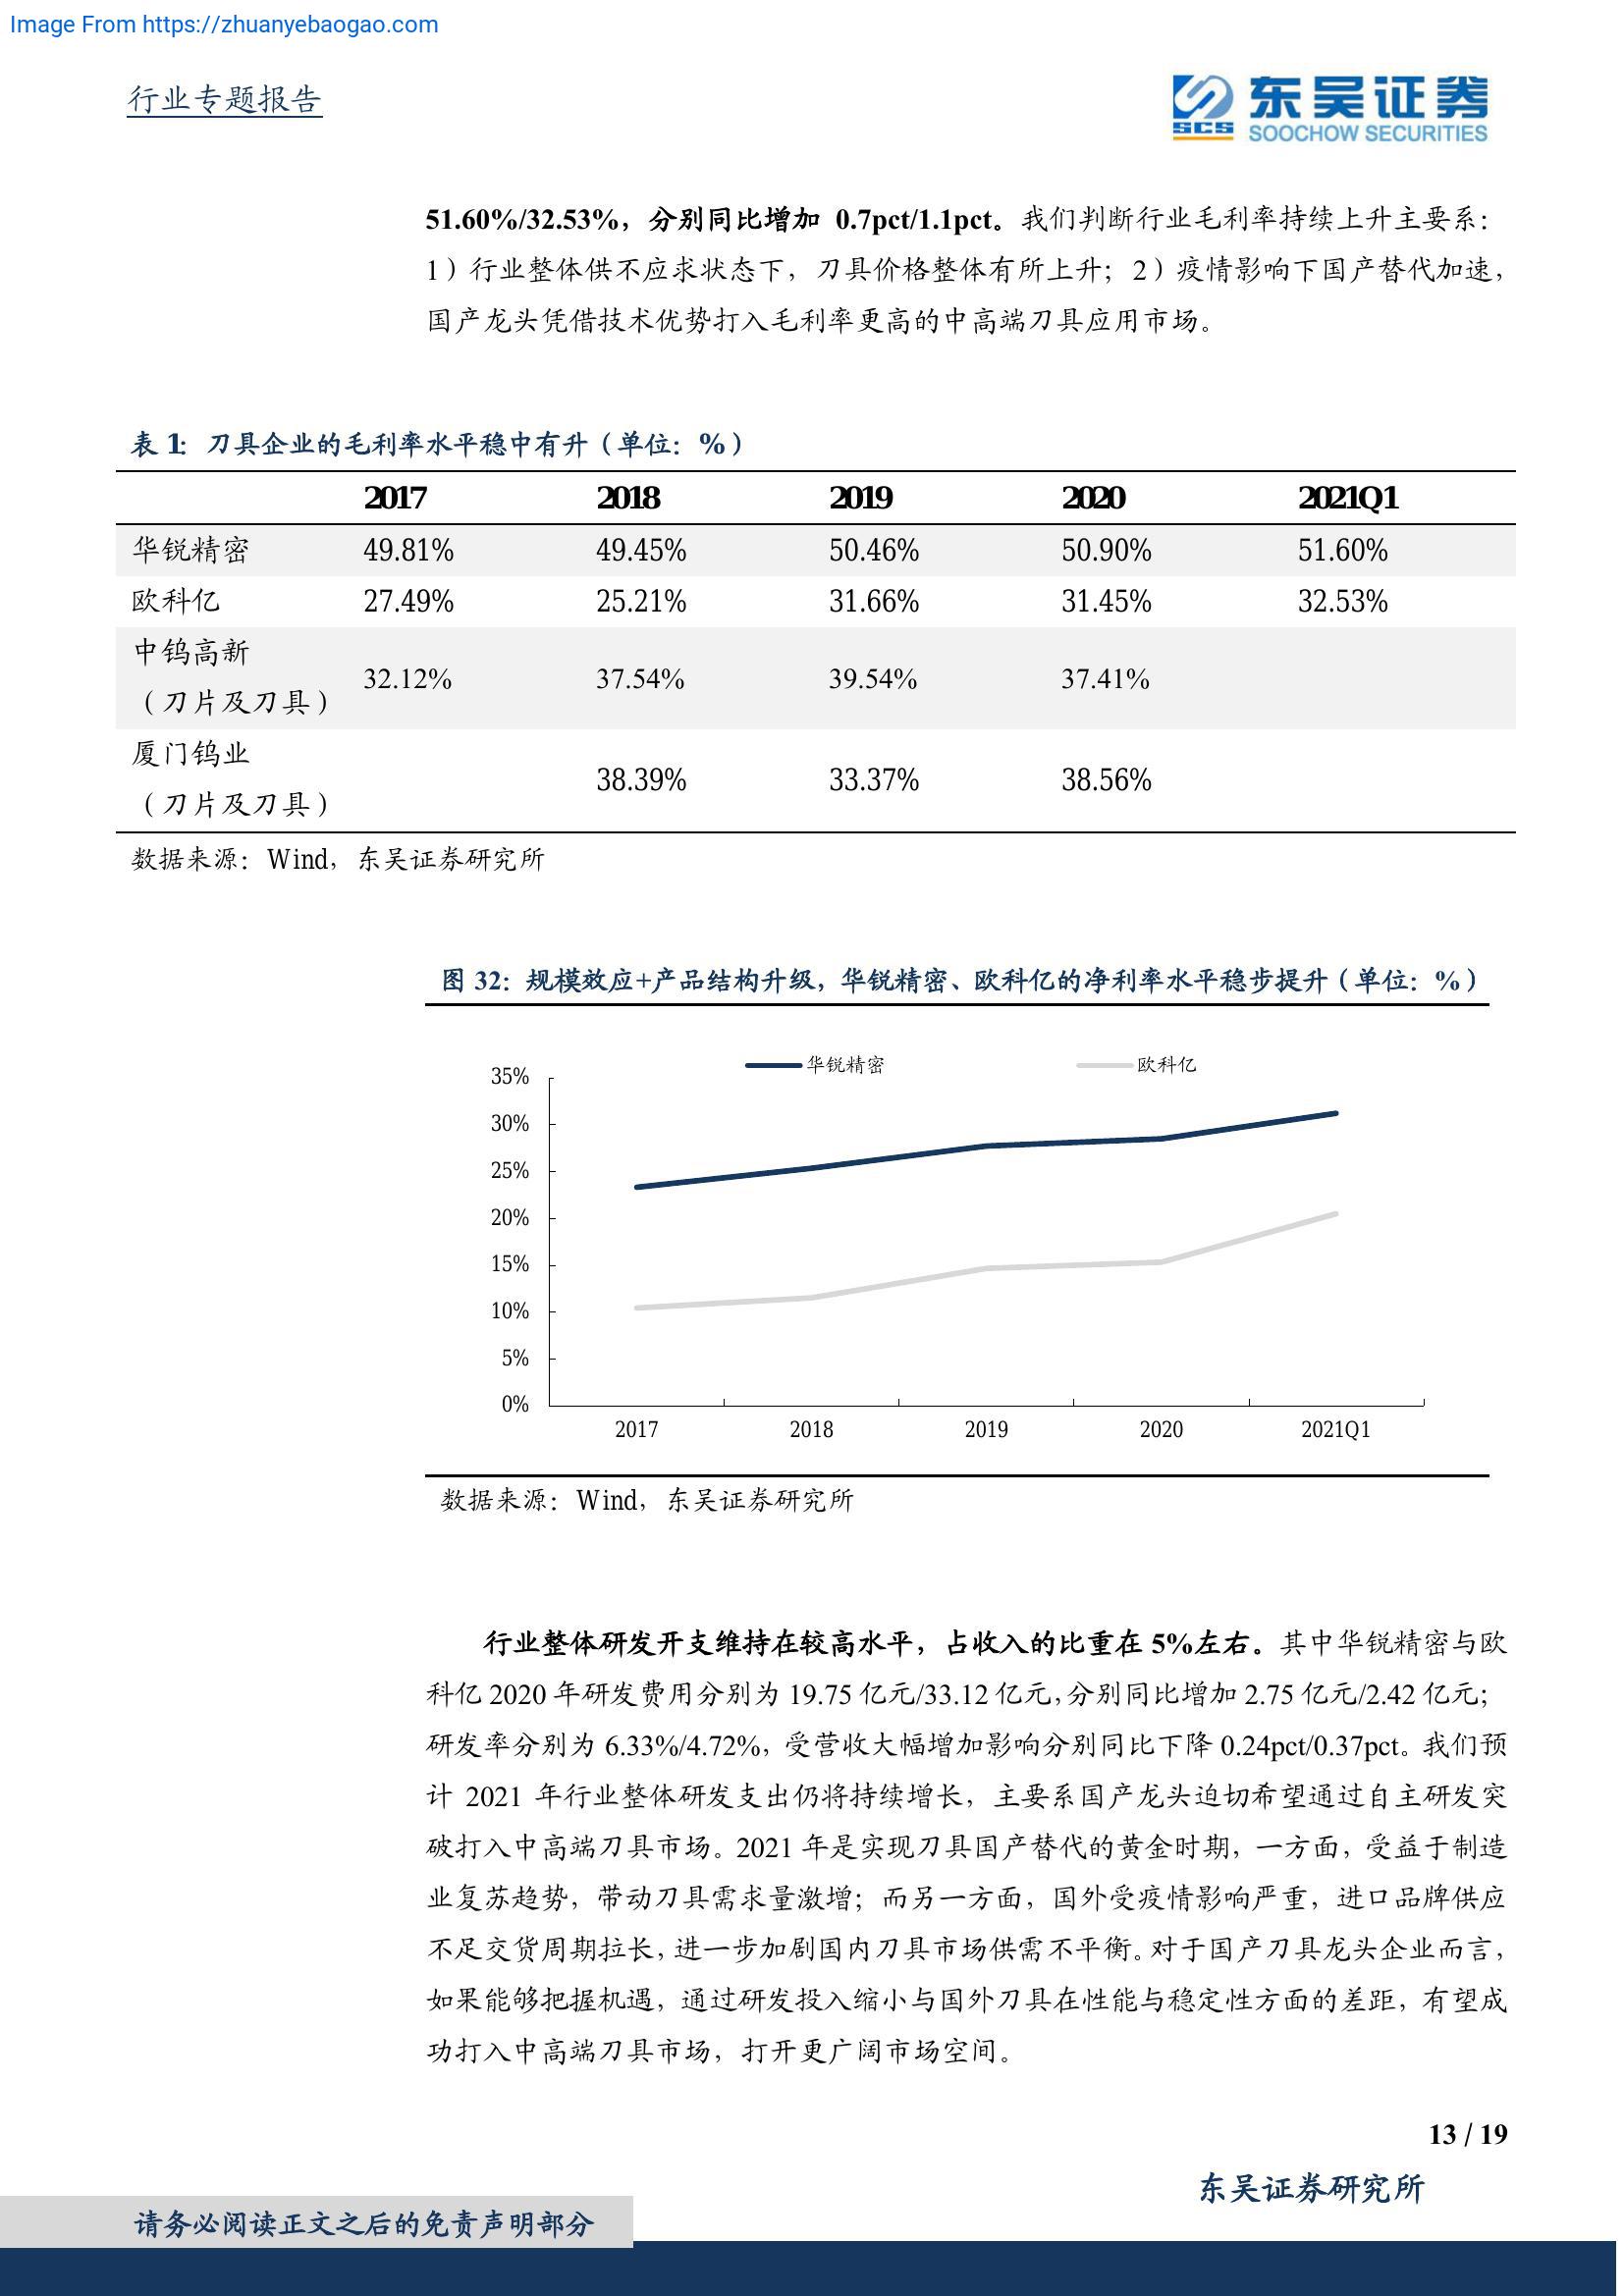 Image From https://zhuanyebaogao.com
行业专题报告
SCS
东吴证券
SOOCHOW SECURITIES
51.60%/32.53%，分别同比增加 0.7pct/1.1pct。我们判断行业毛利率持续上升主要系：
1）行业整体供不应求状态下，刀具价格整体有所上升；2）疫情影响下国产替代加速，
国产龙头凭借技术优势打入毛利率更高的中高端刀具应用市场。
表 1：刀具企业的毛利率水平稳中有升（单位：%）
2017 2018 2019 2020 2021Q1
华锐精密 49.81% 49.45% 50.46% 50.90% 51.60%
欧科亿 27.49% 25.21% 31.66% 31.45% 32.53%
中钨高新
（刀片及刀具） 32.12% 37.54% 39.54% 37.41%
厦门钨业
（刀片及刀具） 38.39% 33.37% 38.56%
数据来源：Wind，东吴证券研究所
图 32：规模效应+产品结构升级，华锐精密、欧科亿的净利率水平稳步提升（单位：%）
华锐精密 欧科亿
35%
30%
25%
20%
15%
10%
5%
0%
2017 2018 2019 2020 2021Q1
数据来源：Wind，东吴证券研究所
行业整体研发开支维持在较高水平，占收入的比重在 5%左右。其中华锐精密与欧
科亿 2020 年研发费用分别为 19.75 亿元/33.12 亿元，分别同比增加 2.75 亿元/2.42 亿元；
研发率分别为 6.33%/4.72%，受营收大幅增加影响分别同比下降 0.24pct/0.37pct。我们预
计 2021 年行业整体研发支出仍将持续增长，主要系国产龙头迫切希望通过自主研发突
破打入中高端刀具市场。2021 年是实现刀具国产替代的黄金时期，一方面，受益于制造
业复苏趋势，带动刀具需求量激增；而另一方面，国外受疫情影响严重，进口品牌供应
不足交货周期拉长，进一步加剧国内刀具市场供需不平衡。对于国产刀具龙头企业而言，
如果能够把握机遇，通过研发投入缩小与国外刀具在性能与稳定性方面的差距，有望成
功打入中高端刀具市场，打开更广阔市场空间。
13 / 19
东吴证券研究所
请务必阅读正文之后的免责声明部分